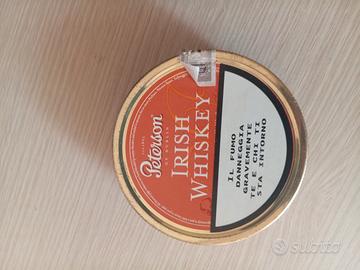 Peterson
IRISH
WHISKEY
IL FUMO
DANNEGGIA
GRAVEMENTE
TE E CHI TI
STA INTORNO
subito